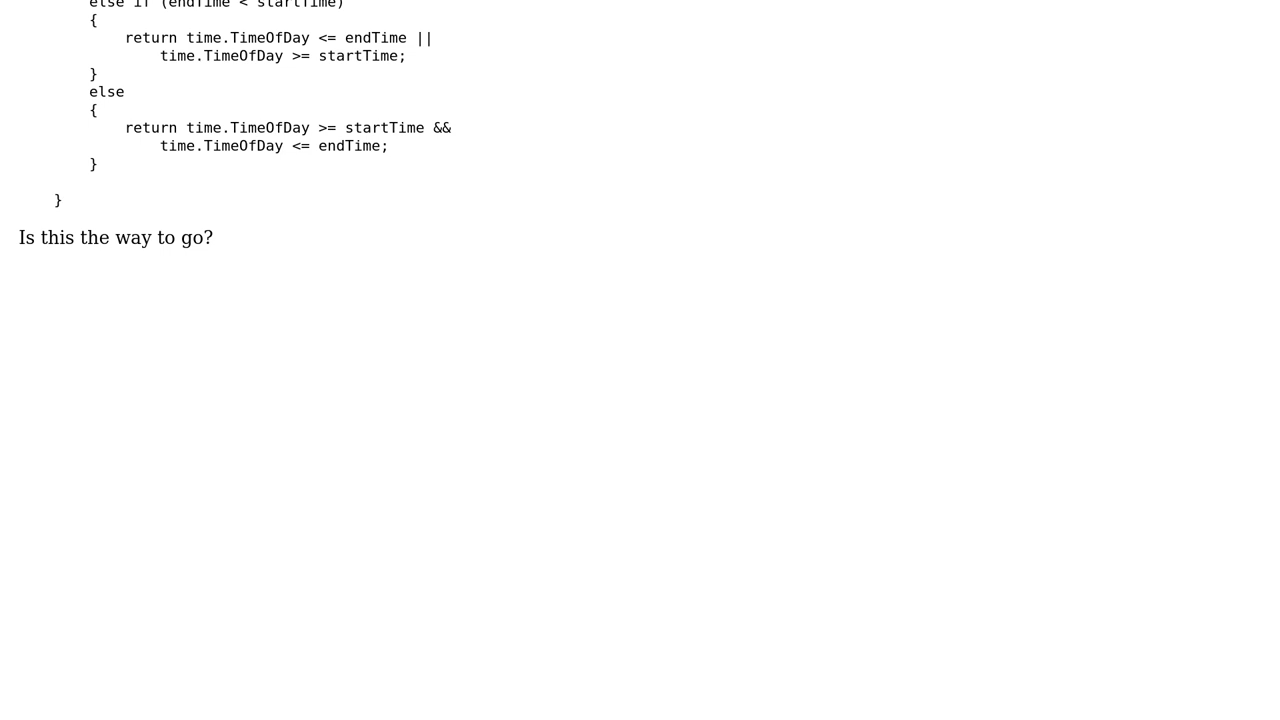 else if (endTime < startTime)
{
return time.TimeOfDay <= endTime ||
time.TimeOfDay >= startTime;
}
else
{
return time.TimeOfDay >= startTime &&
time.TimeOfDay <= endTime;
}
}
Is this the way to go?